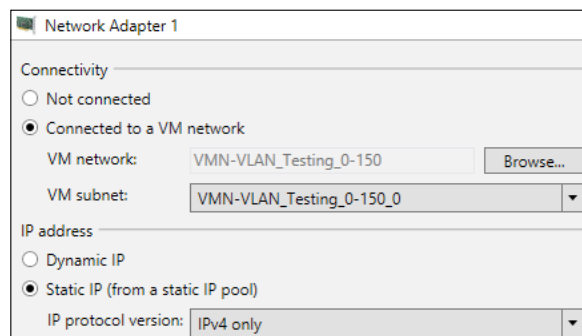 Network Adapter 1
Connectivity
Not connected
Connected to a VM network
VM network: VMN-VLAN_Testing_0-150 Browse...
VM subnet: VMN-VLAN_Testing_0-150_0
IP address
Dynamic IP
Static IP (from a static IP pool)
IP protocol version: IPv4 only